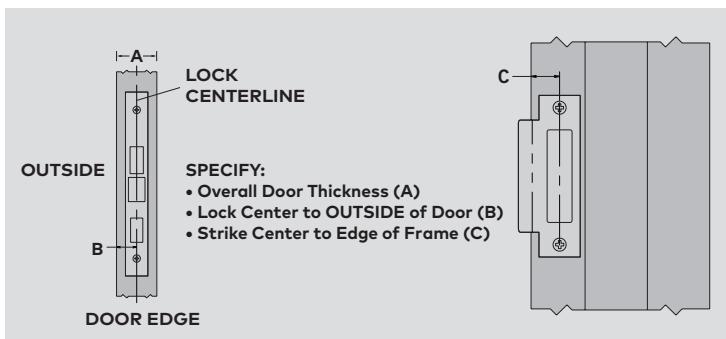 A
LOCK
CENTERLINE
C
OUTSIDE
SPECIFY:
• Overall Door Thickness (A)
• Lock Center to OUTSIDE of Door (B)
• Strike Center to Edge of Frame (C)
B
DOOR EDGE